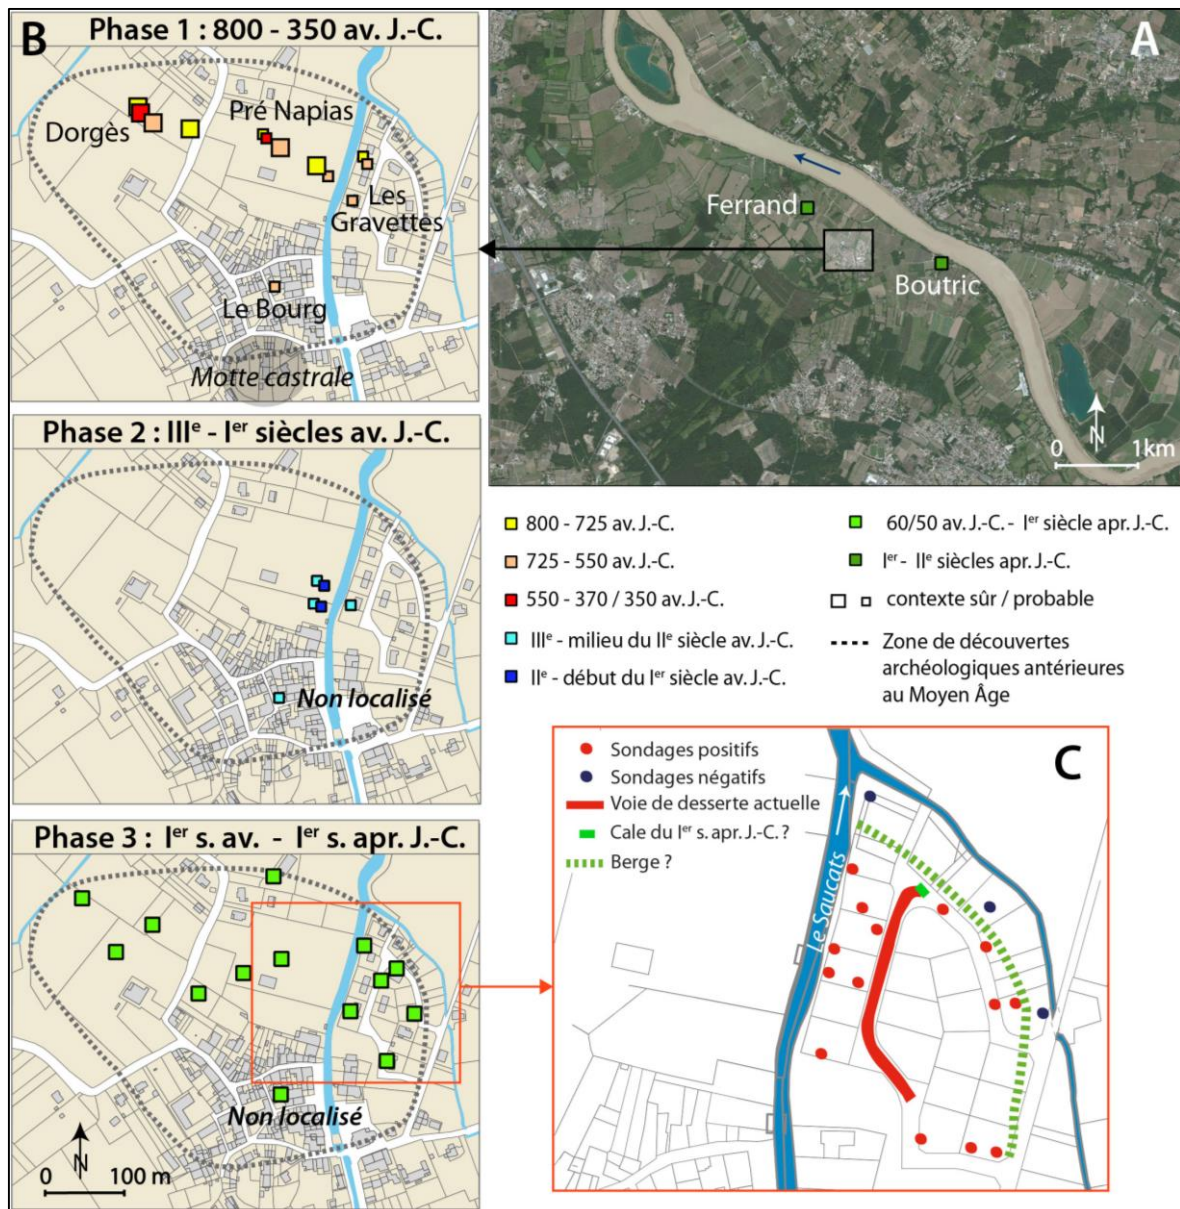 B
Phase 1 : 800 - 350 av. J.-C.
Dorgès
Pré Napias
Les
Gravettes
Le Bourg
Motte castrale
Phase 2 : IIIe - Ier siècles av. J.-C.
Non localisé
Phase 3 : Ier s. av. - Ier s. apr. J.-C.
Non localisé
N
0 100 m
A
Ferrand
Boutric
N
0 1km
800 - 725 av. J.-C.
725 - 550 av. J.-C.
550 - 370 / 350 av. J.-C.
IIIe - milieu du IIe siècle av. J.-C.
IIe - début du Ier siècle av. J.-C.
60/50 av. J.-C. - Ier siècle apr. J.-C.
Ier - IIe siècles apr. J.-C.
contexte sûr / probable
Zone de découvertes
archéologiques antérieures
au Moyen Âge
C
Sondages positifs
Sondages négatifs
Voie de desserte actuelle
Cale du Ier s. apr. J.-C. ?
Berge ?
Le Saucats